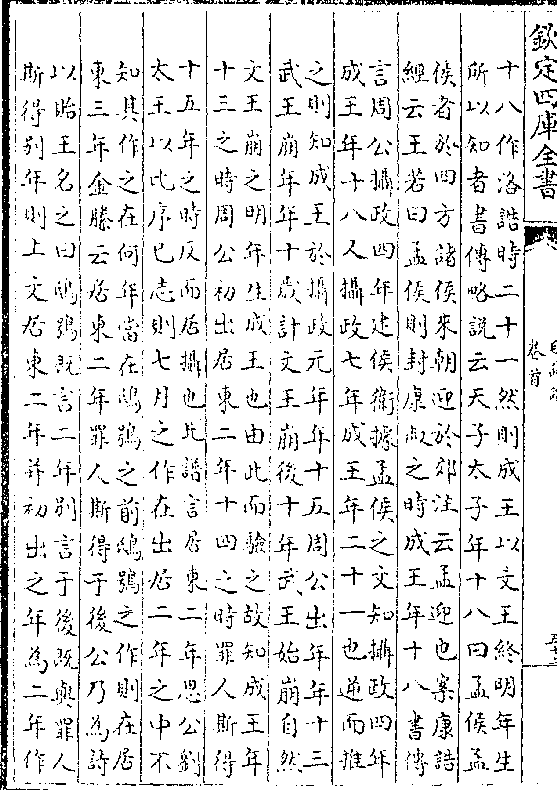 欽定四庫全書
卷首
十八作洛誥時二十一然則成王以文王終明年生
所以知者書傳略說云天子太子年十八曰孟侯孟
侯者於四方諸侯來朝迎於郊注云孟迎也案康誥
經云王若曰孟侯則封康叔之時成王年十八書傳
言周公攝政四年建侯衛據孟侯之文知攝政四年
成王年十八人攝政七年成王年二十一也逆而推
之則知成王於攝政元年年十五周公出年年十三
武王崩年年十歲計文王崩後十年武王始崩自然
文王崩之明年生成王也由此而驗之故知成王年
十三之時周公初出居東二年十四之時罪人斯得
十五年之時反而居攝也此譜言居東二年思公劉
太王以此序已志則七月之作在出居二年之中不
知其作之在何年當在鴟鴞之前鴟鴞之作則在居
東三年金縢云居東二年罪人斯得于後公乃為詩
以貽王名之曰鴟鴞既言二年別言于後既與罪人
斯得别年則上文居東二年并初出之年為二年作